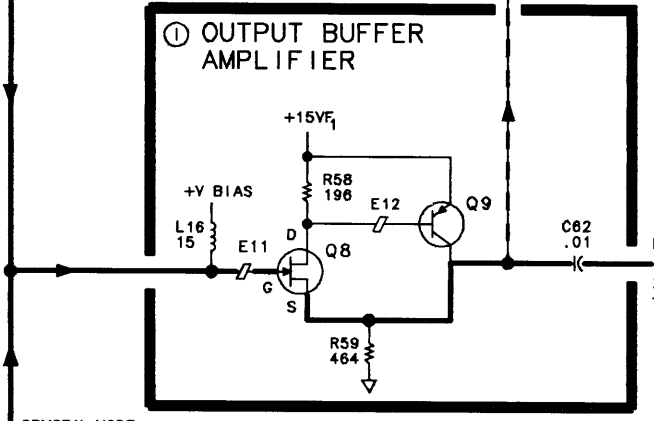 ① OUTPUT BUFFER
AMPLIFIER
+15VF1
R58
196
+V BIAS
E12
Q9
L16
15
E11
D
Q8
G
S
C62
.01
R59
464